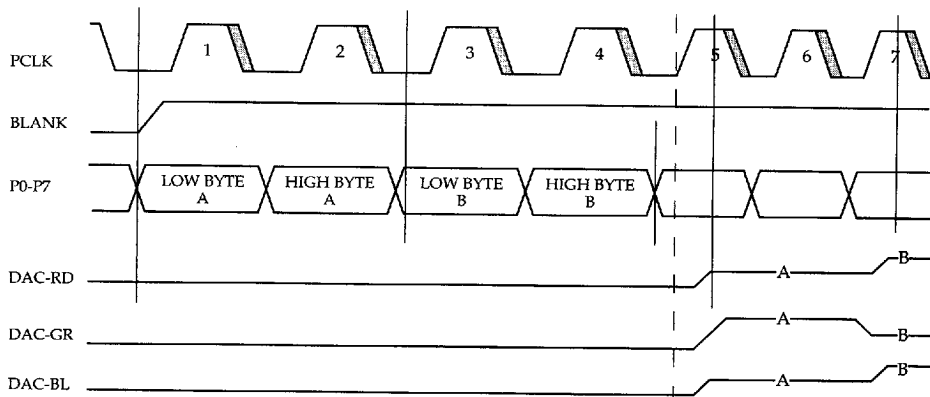 PCLK 1 2 3 4 5 6 7
BLANK
P0-P7 LOW BYTE A HIGH BYTE A LOW BYTE B HIGH BYTE B
DAC-RD A B
DAC-GR A B
DAC-BL A B